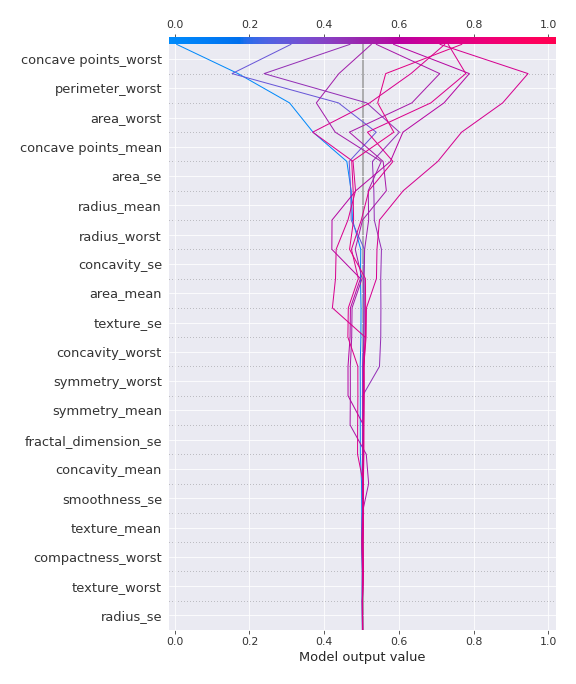 0.0 0.2 0.4 0.6 0.8 1.0
concave points_worst
perimeter_worst
area_worst
concave points_mean
area_se
radius_mean
radius_worst
concavity_se
area_mean
texture_se
concavity_worst
symmetry_worst
symmetry_mean
fractal_dimension_se
concavity_mean
smoothness_se
texture_mean
compactness_worst
texture_worst
radius_se
0.0 0.2 0.4 0.6 0.8 1.0
Model output value